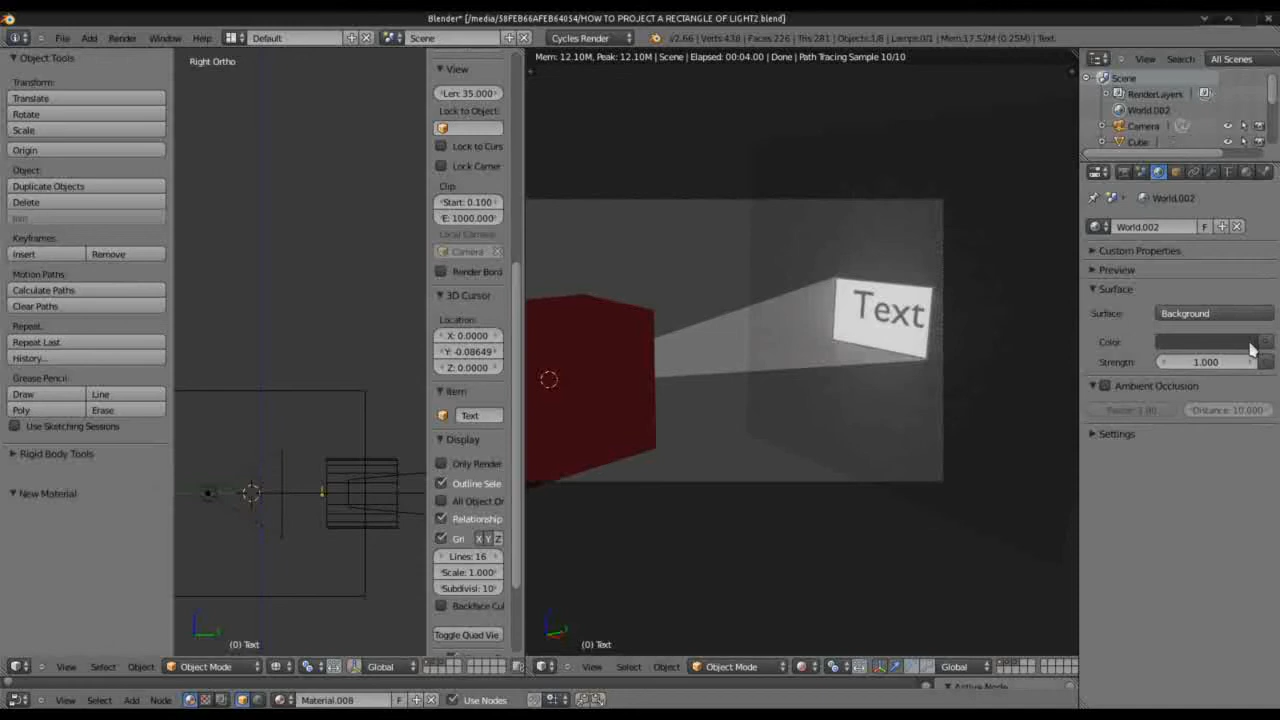 Blender* [/media/58FEB66AFEB64034/HOW TO PROJECT A RECTANGLE OF LIGHT2.blend]
File Add Render Window Help Default Scene Cycles Render v2.66 | Verts:438 | Faces:226 | Tris:281 | Objects:1/8 | Lamps:0/1 | Mem:17.52M (0.25M) | Text.
Object Tools
Transform:
Translate
Rotate
Scale
Origin
Object:
Duplicate Objects
Delete
Join
Keyframes:
Insert Remove
Motion Paths:
Calculate Paths
Clear Paths
Repeat:
Repeat Last
History...
Grease Pencil:
Draw Line
Poly Erase
Use Sketching Sessions
Rigid Body Tools
New Material
Right Ortho
(0) Text
View
Len: 35.000
Lock to Object:
Lock to Curs
Lock Camer
Clip:
Start: 0.100
E: 1000.000
Local Camera:
Camera
Render Bord
3D Cursor
Location:
X: 0.0000
Y: -0.08649
Z: 0.0000
Item
Text
Display
Only Render
Outline Sele
All Object Or
Relationship
Gri X Y Z
Lines: 16
Scale: 1.000
Subdivisi: 10
Backface Cul
Toggle Quad Vie
Mem: 12.10M, Peak: 12.10M | Scene | Elapsed: 00:04.00 | Done | Path Tracing Sample 10/10
Text
(0) Text
View Search All Scenes
Scene
RenderLayers
World.002
Camera
Cube
World.002
World.002 F
Custom Properties
Preview
Surface
Surface: Background
Color:
Strength: 1.000
Ambient Occlusion
Distance: 10.000
Settings
View Select Object Object Mode Global
View Select Object Object Mode Global
Active Node
View Select Add Node Material.008 F Use Nodes